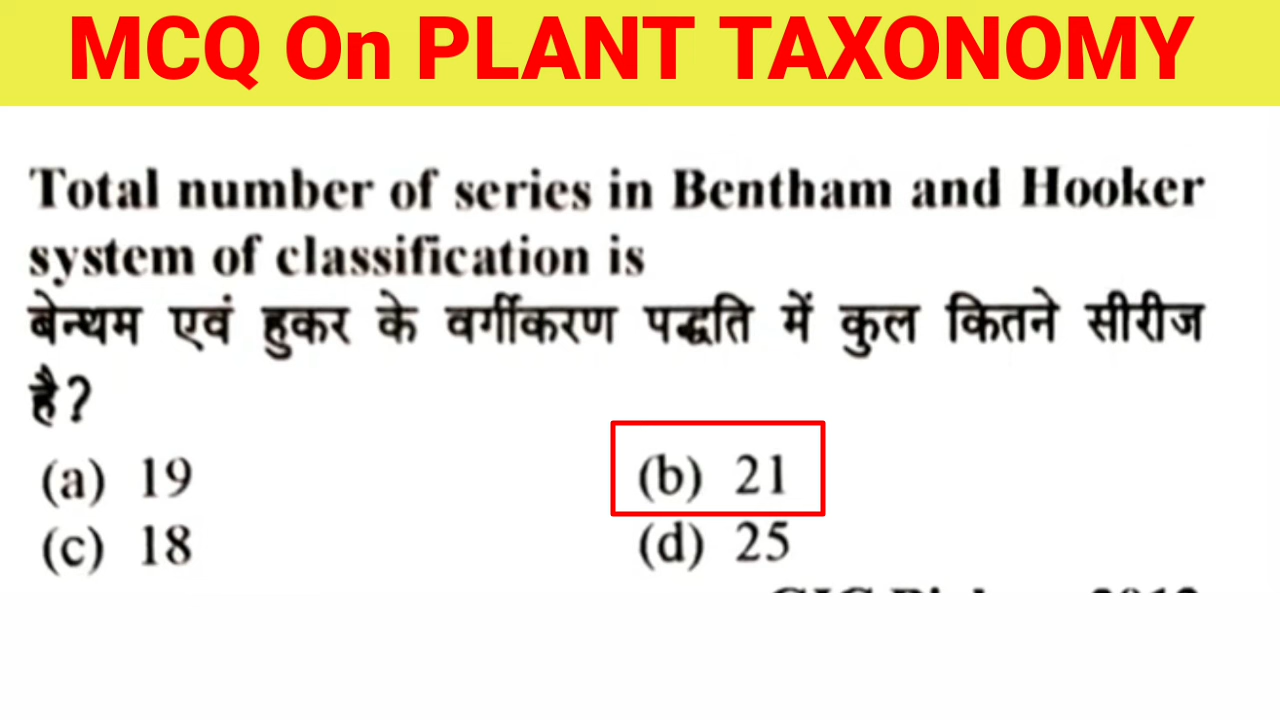 MCQ On PLANT TAXONOMY
Total number of series in Bentham and Hooker
system of classification is
बेन्थम एवं हुकर के वर्गीकरण पद्धति में कुल कितने सीरीज
है?
(a) 19 (b) 21
(c) 18 (d) 25